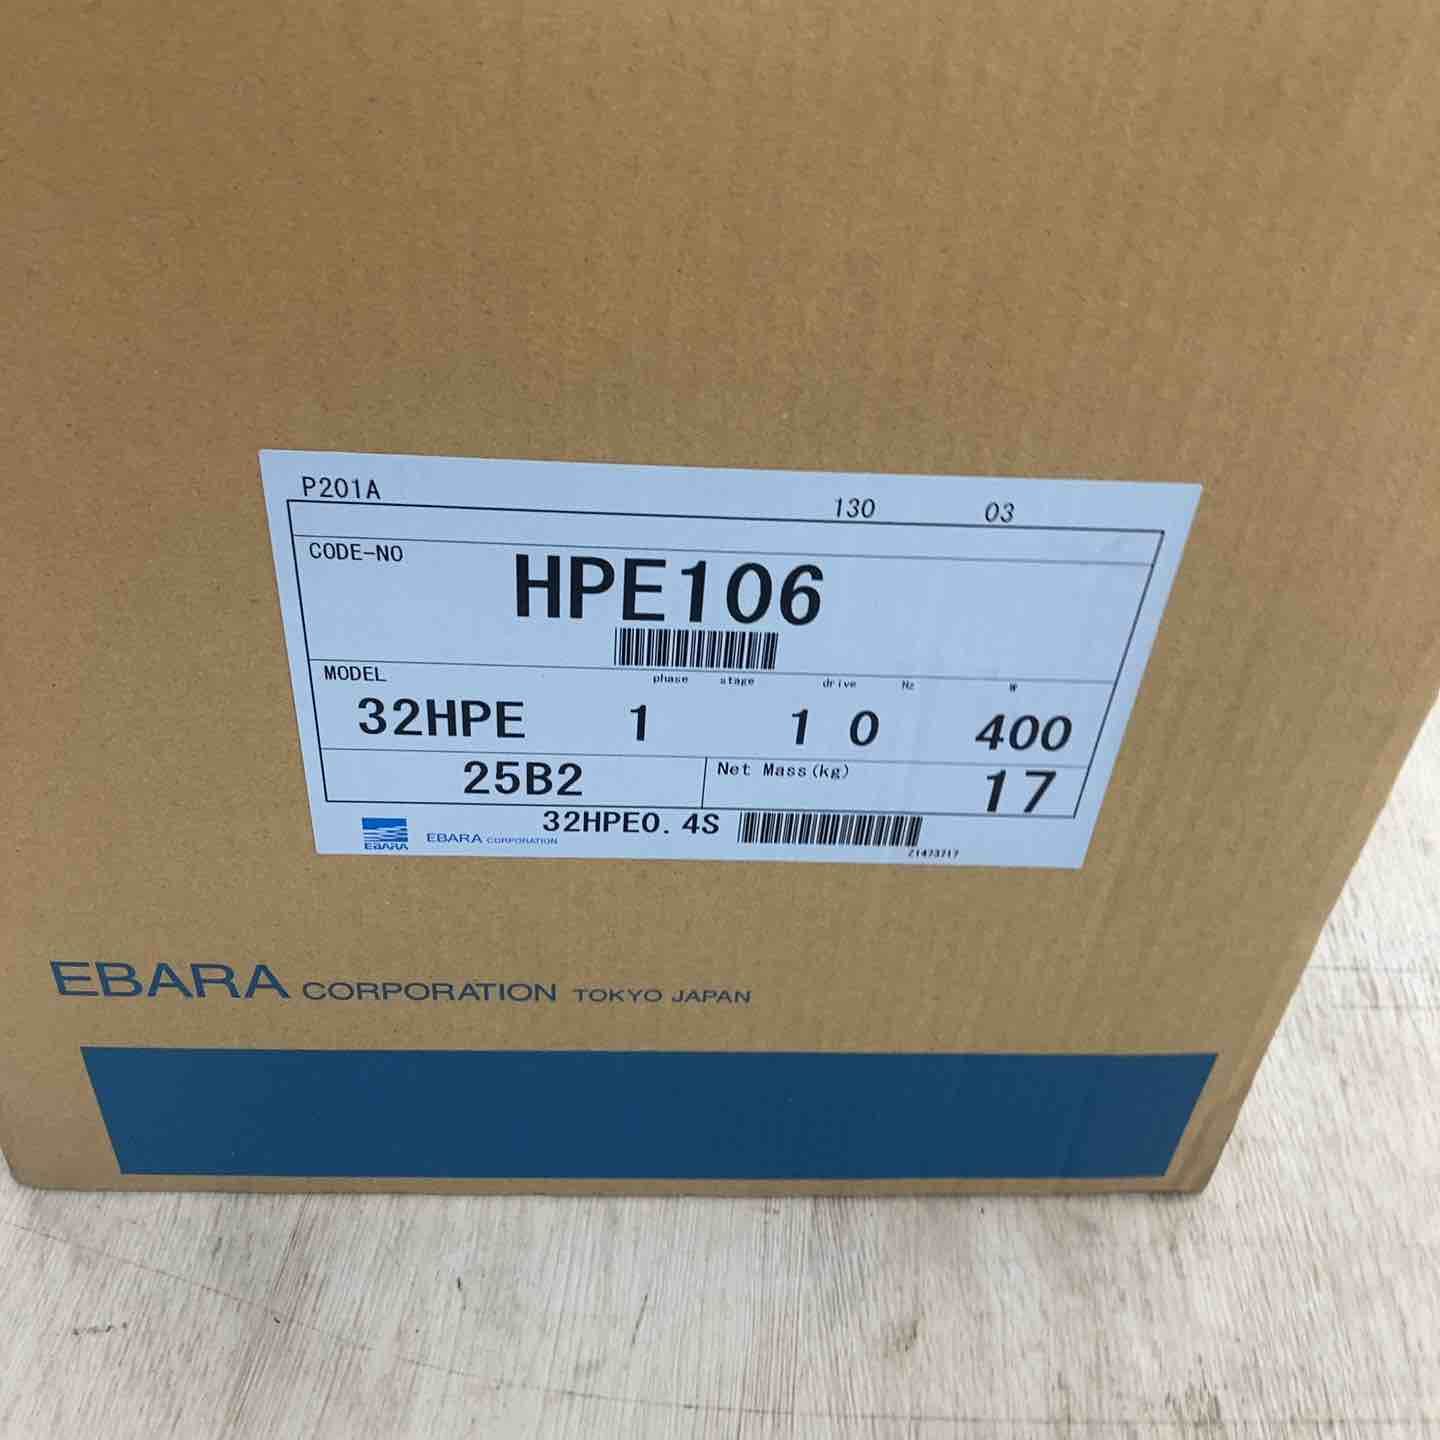 P201A 130 03
CODE-NO HPE106
MODEL phase stage drive Hz W
32HPE 1 1 0 400
25B2 Net Mass(kg) 17
32HPE0.4S
EBARA EBARA CORPORATION
Z1473717
EBARA CORPORATION TOKYO JAPAN